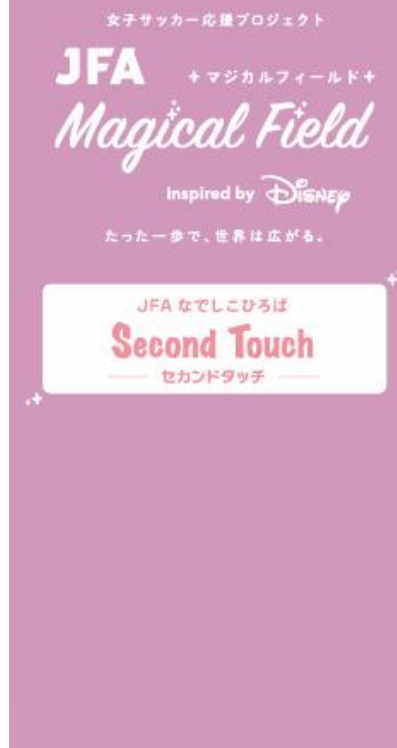 女子サッカー応援プロジェクト
JFA
マジカルフィールド
Magical Field
inspired by Disney
たった一歩で、世界は広がる。
JFA なでしこひろば
Second Touch
セカンドタッチ